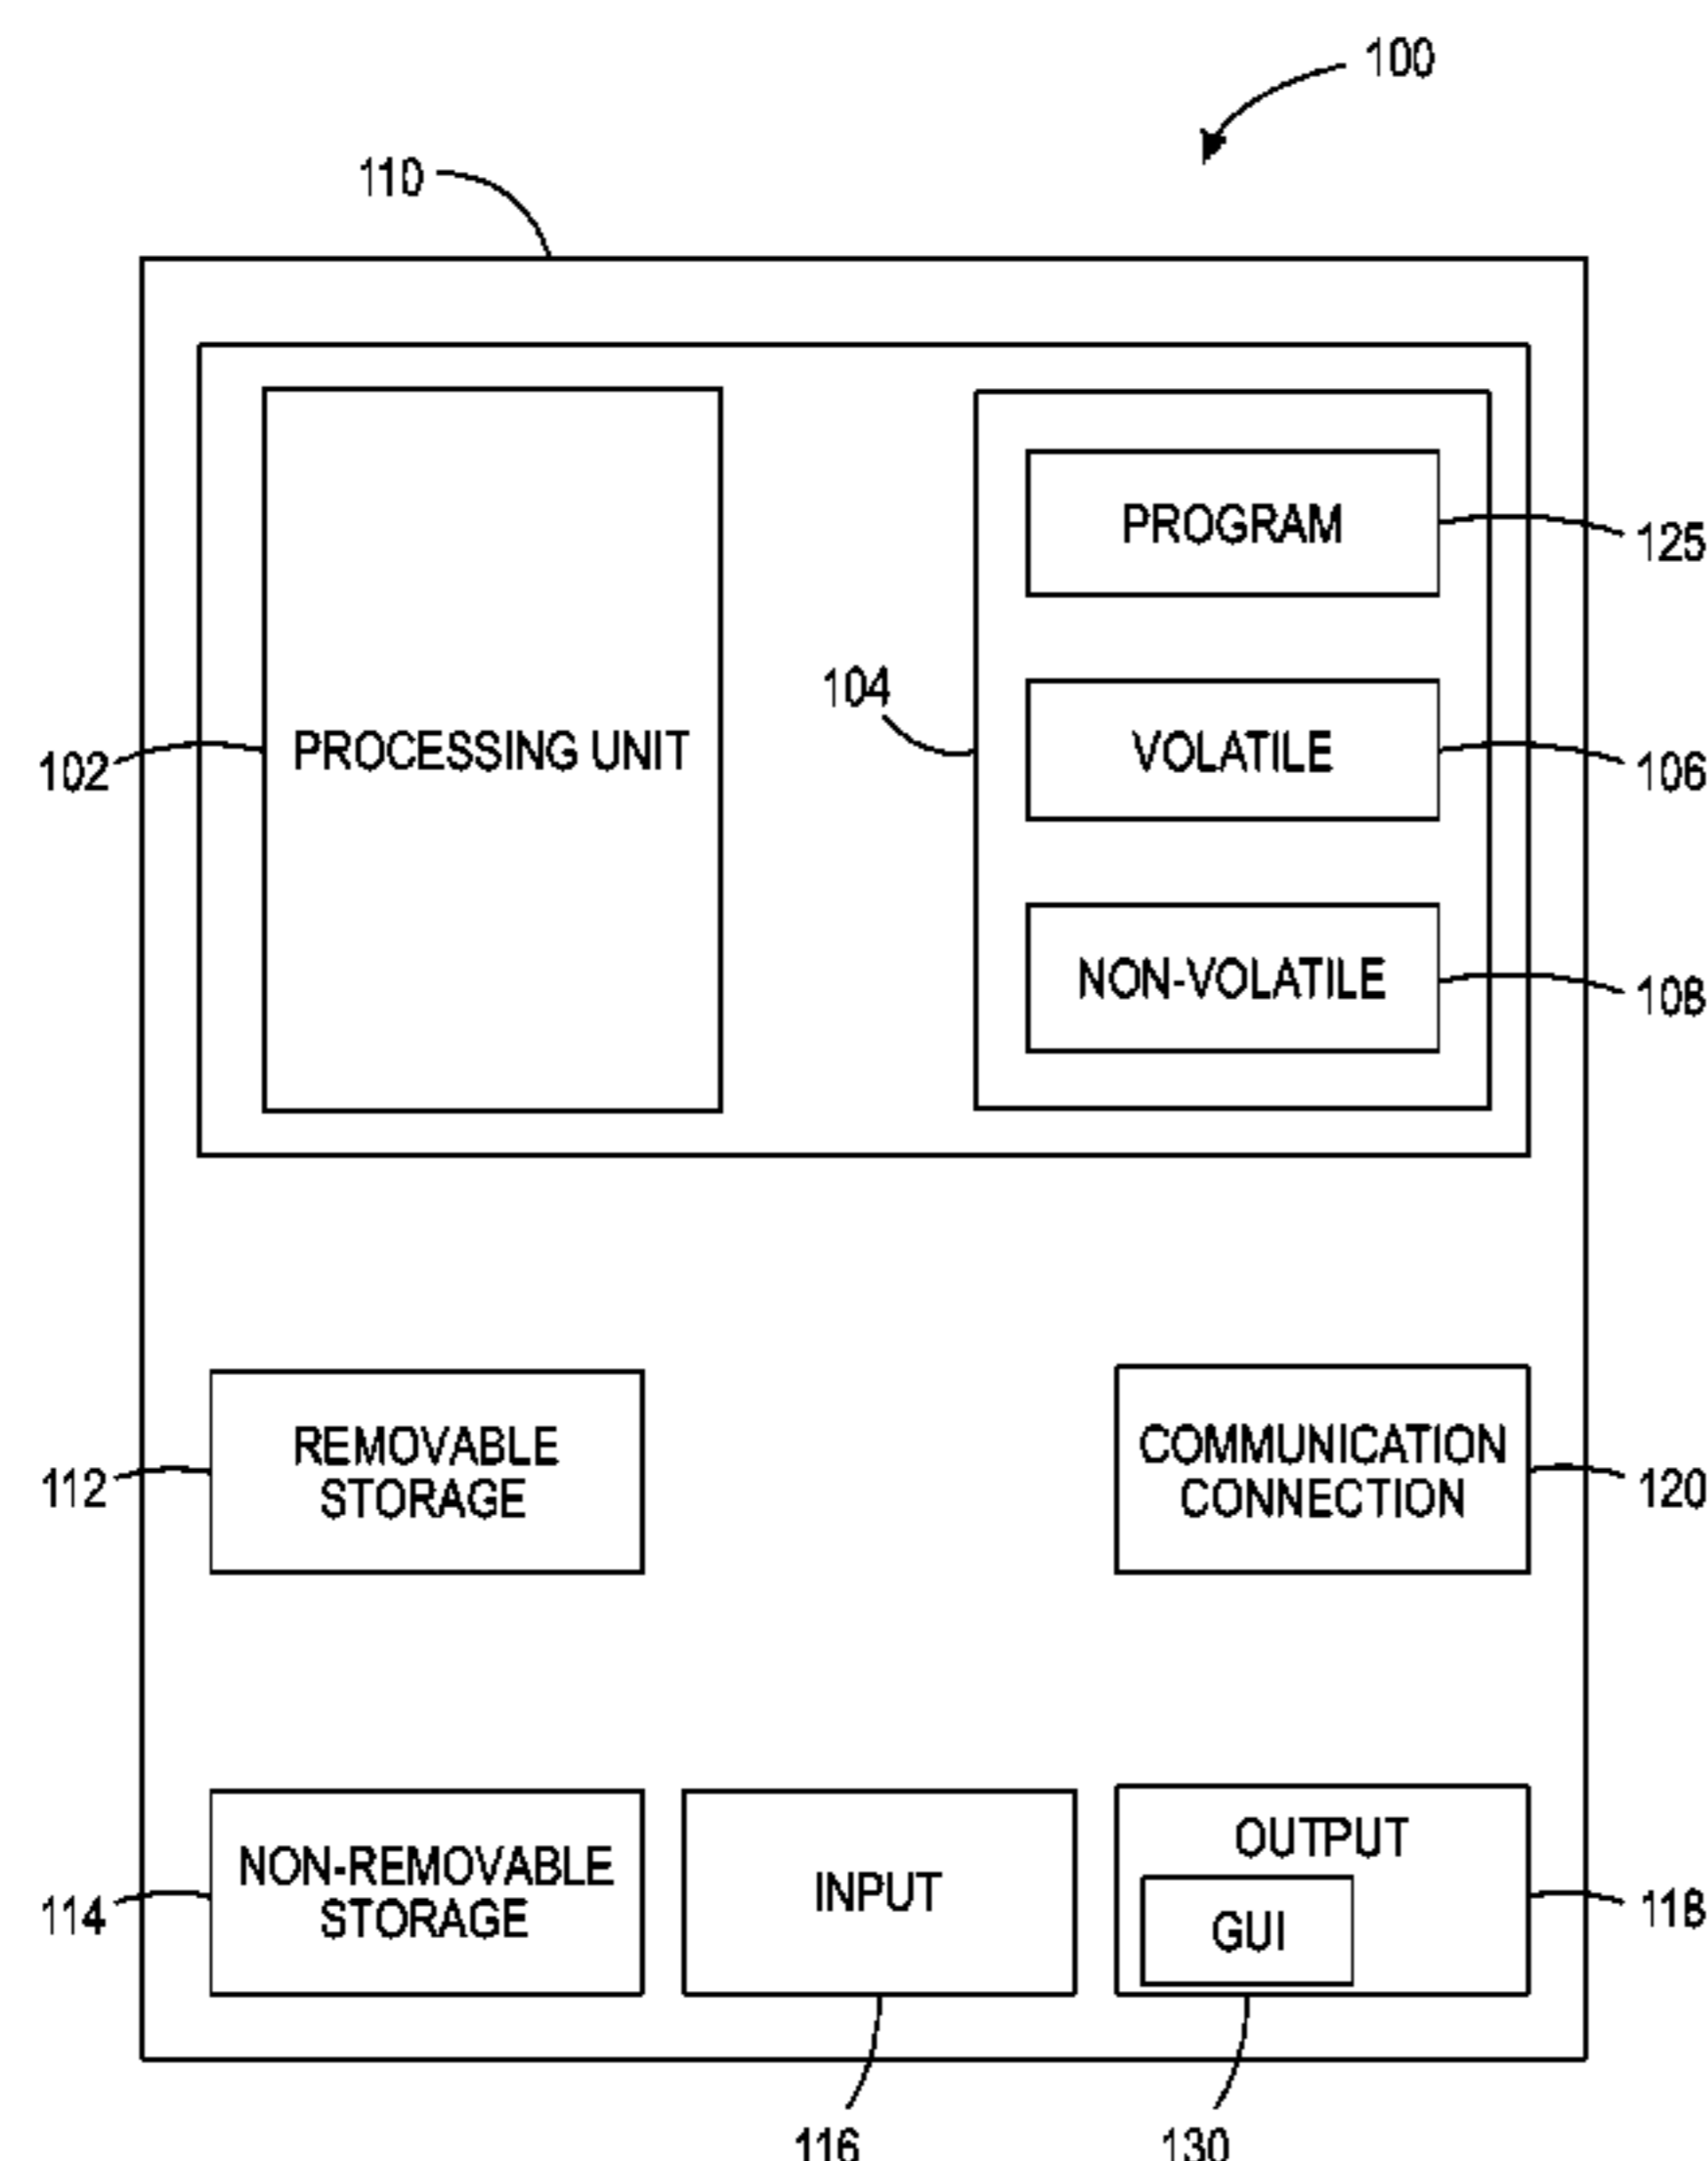 100
110
PROGRAM
125
104
102
PROCESSING UNIT
VOLATILE
106
NON-VOLATILE
108
112
REMOVABLE
STORAGE
COMMUNICATION
CONNECTION
120
114
NON-REMOVABLE
STORAGE
INPUT
OUTPUT
GUI
118
116
130